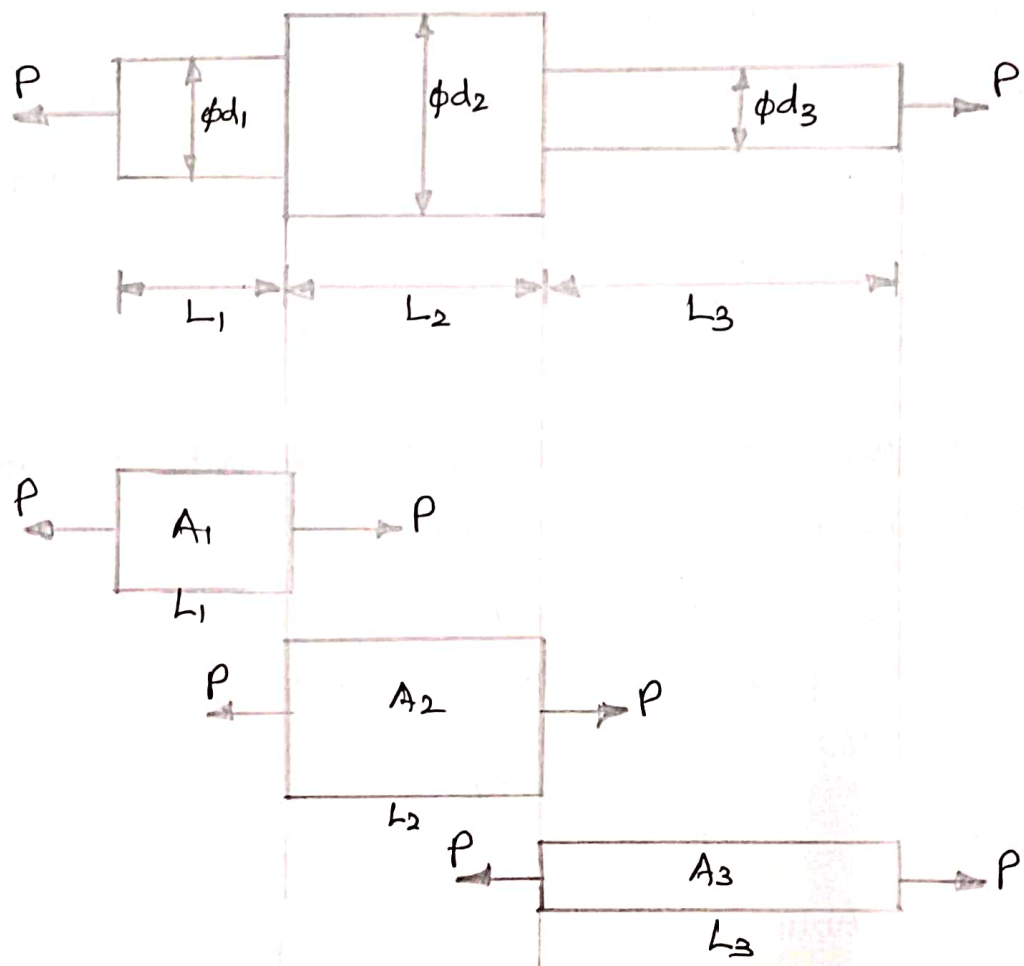 P ϕd₁ ϕd₂ ϕd₃ P
L₁ L₂ L₃
P A₁ P
L₁
P A₂ P
L₂
P A₃ P
L₃